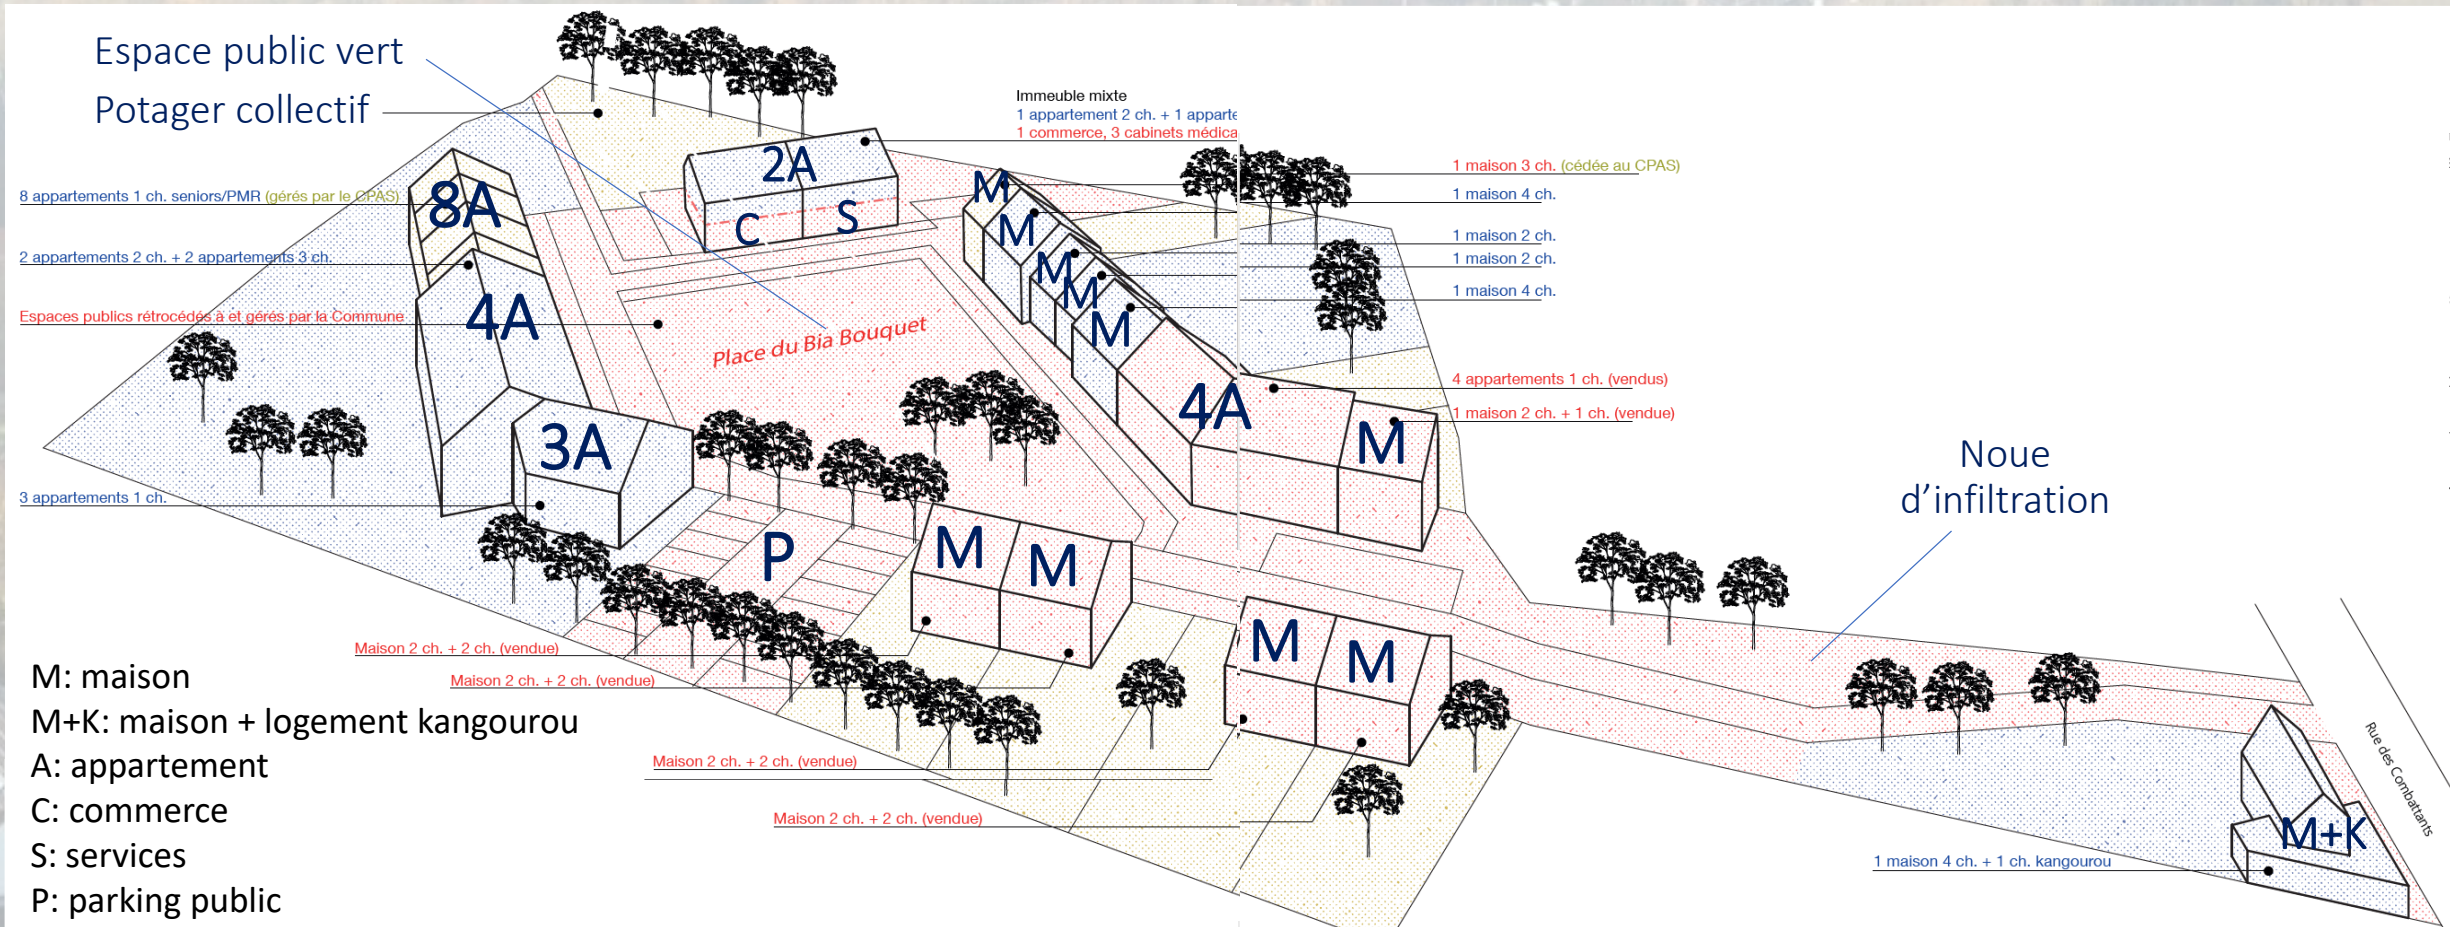 Espace public vert
Potager collectif
Immeuble mixte
1 appartement 2 ch. + 1 apparte
1 commerce, 3 cabinets médica
8 appartements 1 ch. seniors/PMR (gérés par le CPAS)
2 appartements 2 ch. + 2 appartements 3 ch.
Espaces publics rétrocédés à et gérés par la Commune
3 appartements 1 ch.
8A
4A
3A
2A
C
S
Place du Bia Bouquet
M
M
M
M
M
4A
M
1 maison 3 ch. (cédée au CPAS)
1 maison 4 ch.
1 maison 2 ch.
1 maison 2 ch.
1 maison 4 ch.
4 appartements 1 ch. (vendus)
1 maison 2 ch. + 1 ch. (vendue)
Noue
d’infiltration
P
M
M
M
M
Maison 2 ch. + 2 ch. (vendue)
Maison 2 ch. + 2 ch. (vendue)
Maison 2 ch. + 2 ch. (vendue)
Maison 2 ch. + 2 ch. (vendue)
Rue des Combattants
M+K
1 maison 4 ch. + 1 ch. kangourou
M: maison
M+K: maison + logement kangourou
A: appartement
C: commerce
S: services
P: parking public